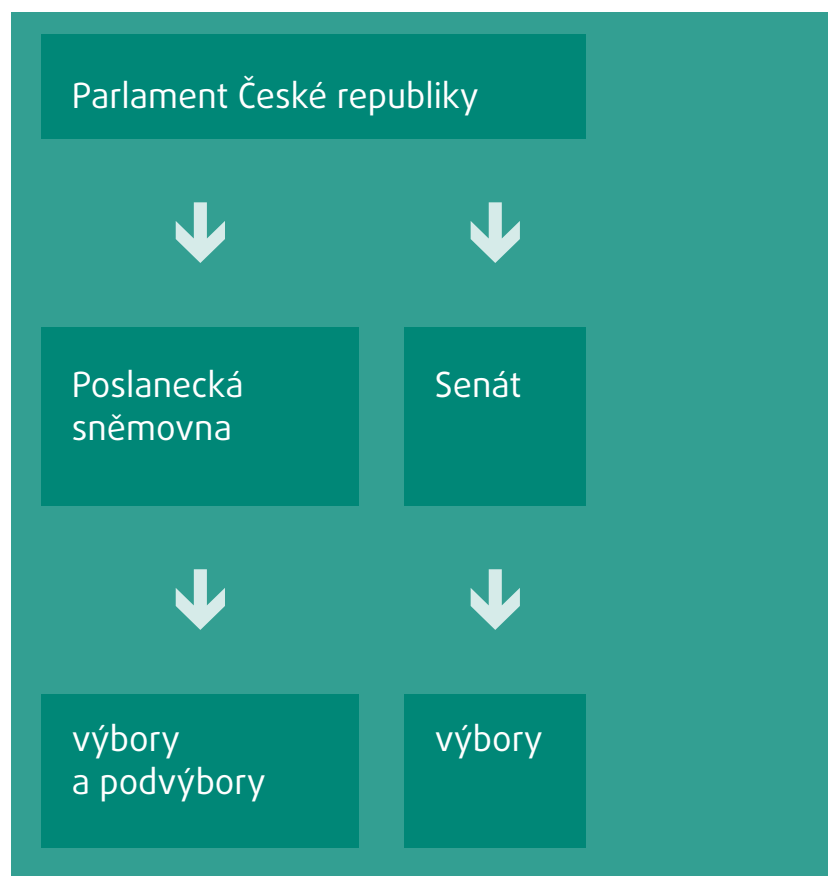 Parlament České republiky
Poslanecká
sněmovna
Senát
výbory
a podvýbory
výbory